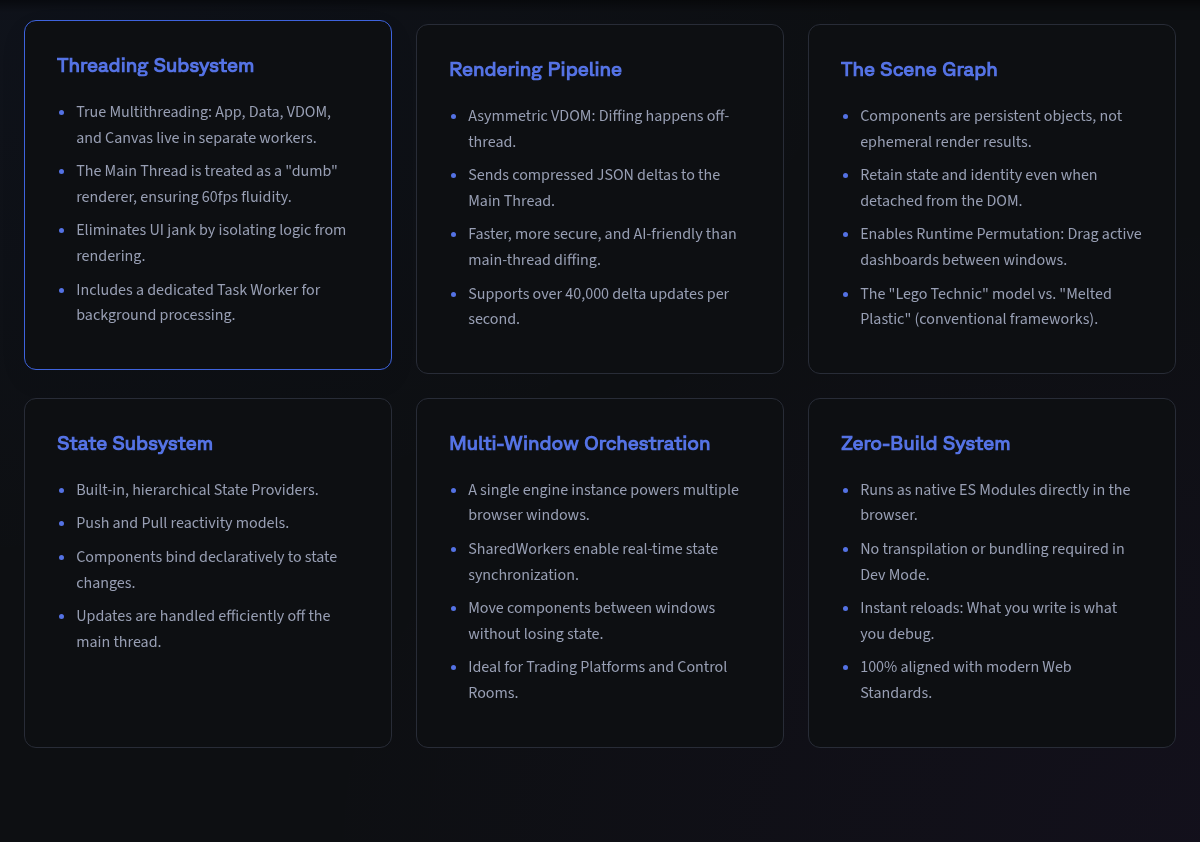 Threading Subsystem
True Multithreading: App, Data, VDOM,
and Canvas live in separate workers.
The Main Thread is treated as a "dumb"
renderer, ensuring 60fps fluidity.
Eliminates UI jank by isolating logic from
rendering.
Includes a dedicated Task Worker for
background processing.
Rendering Pipeline
Asymmetric VDOM: Diffing happens off-
thread.
Sends compressed JSON deltas to the
Main Thread.
Faster, more secure, and AI-friendly than
main-thread diffing.
Supports over 40,000 delta updates per
second.
The Scene Graph
Components are persistent objects, not
ephemeral render results.
Retain state and identity even when
detached from the DOM.
Enables Runtime Permutation: Drag active
dashboards between windows.
The "Lego Technic" model vs. "Melted
Plastic" (conventional frameworks).
State Subsystem
Built-in, hierarchical State Providers.
Push and Pull reactivity models.
Components bind declaratively to state
changes.
Updates are handled efficiently off the
main thread.
Multi-Window Orchestration
A single engine instance powers multiple
browser windows.
SharedWorkers enable real-time state
synchronization.
Move components between windows
without losing state.
Ideal for Trading Platforms and Control
Rooms.
Zero-Build System
Runs as native ES Modules directly in the
browser.
No transpilation or bundling required in
Dev Mode.
Instant reloads: What you write is what
you debug.
100% aligned with modern Web
Standards.